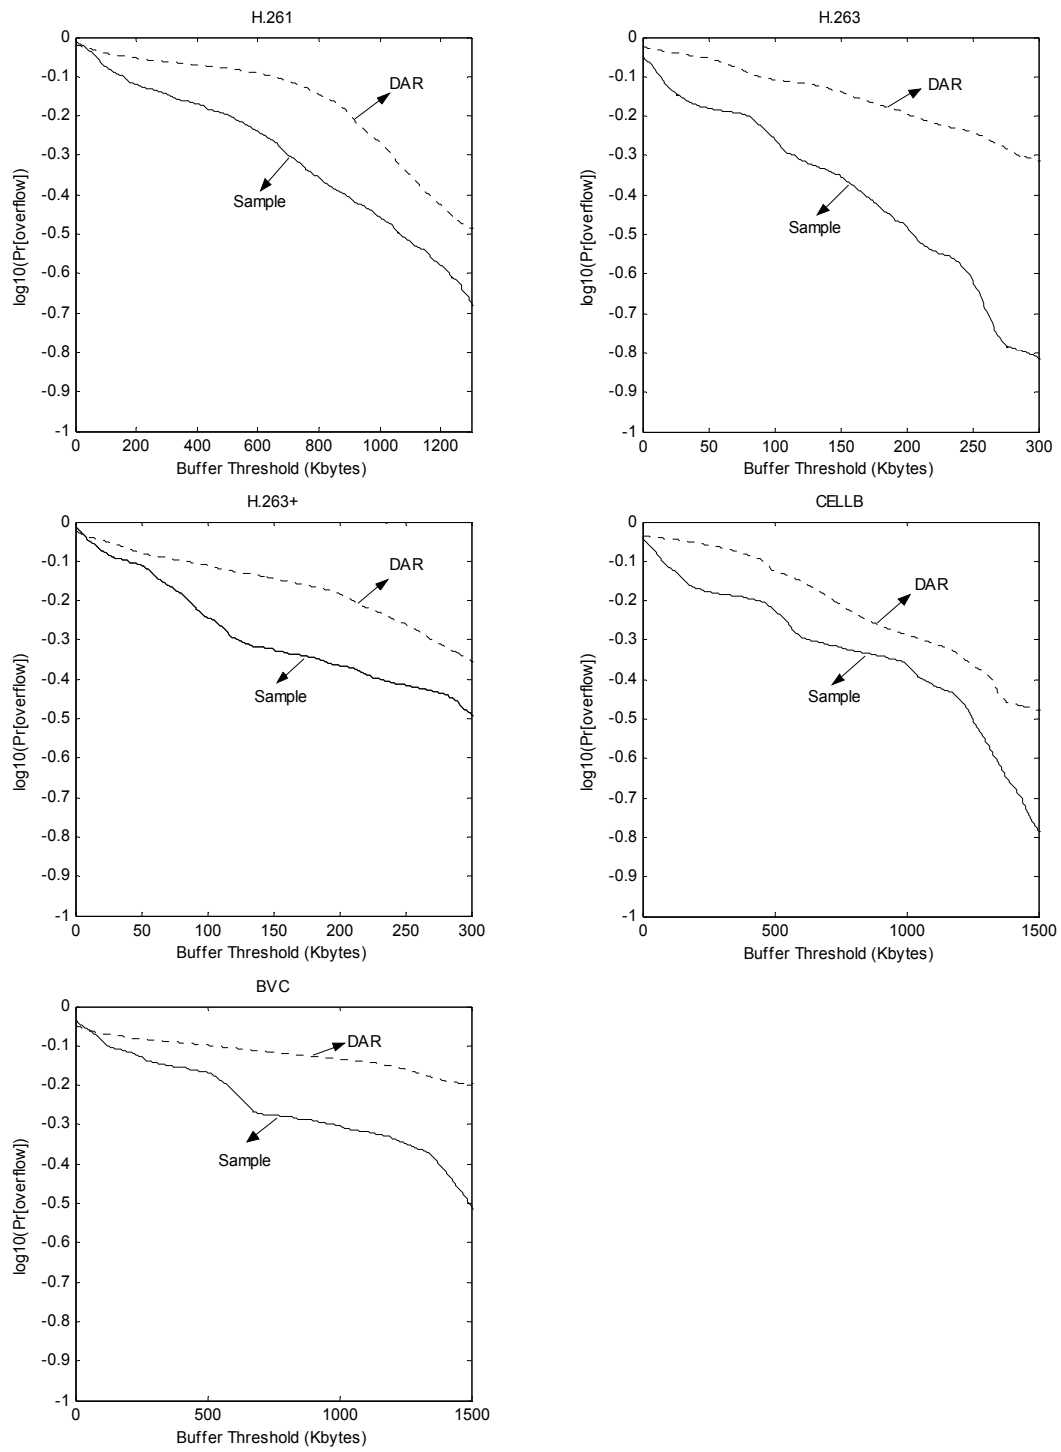 H.261
0
-0.1
-0.2
-0.3
-0.4
-0.5
-0.6
-0.7
-0.8
-0.9
-1
log10(Pr[overflow])
DAR
Sample
0 200 400 600 800 1000 1200
Buffer Threshold (Kbytes)
H.263
0
-0.1
-0.2
-0.3
-0.4
-0.5
-0.6
-0.7
-0.8
-0.9
-1
log10(Pr[overflow])
DAR
Sample
0 50 100 150 200 250 300
Buffer Threshold (Kbytes)
H.263+
0
-0.1
-0.2
-0.3
-0.4
-0.5
-0.6
-0.7
-0.8
-0.9
-1
log10(Pr[overflow])
DAR
Sample
0 50 100 150 200 250 300
Buffer Threshold (Kbytes)
CELLB
0
-0.1
-0.2
-0.3
-0.4
-0.5
-0.6
-0.7
-0.8
-0.9
-1
log10(Pr[overflow])
DAR
Sample
0 500 1000 1500
Buffer Threshold (Kbytes)
BVC
0
-0.1
-0.2
-0.3
-0.4
-0.5
-0.6
-0.7
-0.8
-0.9
-1
log10(Pr[overflow])
DAR
Sample
0 500 1000 1500
Buffer Threshold (Kbytes)